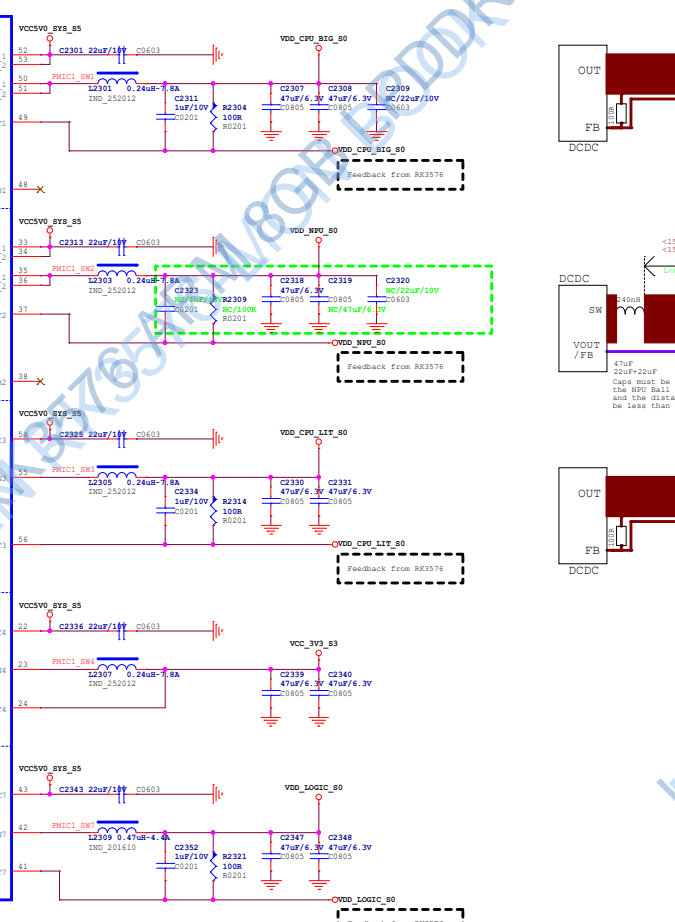 VCC5V0_SYS_S5
VDD_CPU_BIG_S0
52
C2301 22uF/10V C0603
53
50
PMIC1_SW1
51
L2301 0.24uH-7.8A
IND_252012
C2311
1uF/10V
C0201
R2304
100R
R0201
C2307
47uF/6.3V
C0805
C2308
47uF/6.3V
C0805
C2309
NC/22uF/10V
C0603
49
VDD_CPU_BIG_S0
Feedback from RK3576
48
VCC5V0_SYS_S5
VDD_NPU_S0
33
C2313 22uF/10V C0603
34
35
PMIC1_SW2
36
L2303 0.24uH-7.8A
IND_252012
C2323
C0201
R2309
NC/100R
R0201
C2318
47uF/6.3V
C0805
C2319
C0805
NC/47uF/6.3V
C2320
NC/22uF/10V
C0603
37
VDD_NPU_S0
Feedback from RK3576
38
VCC5V0_SYS_S5
VDD_CPU_LIT_S0
54
C2325 22uF/10V C0603
55
PMIC1_SW3
L2305 0.24uH-7.8A
IND_252012
C2334
1uF/10V
C0201
R2314
100R
R0201
C2330
47uF/6.3V
C0805
C2331
47uF/6.3V
C0805
56
VDD_CPU_LIT_S0
Feedback from RK3576
VCC5V0_SYS_S5
VCC_3V3_S3
22
C2336 22uF/10V C0603
23
PMIC1_SW4
L2307 0.24uH-7.8A
IND_252012
C2339
47uF/6.3V
C0805
C2340
47uF/6.3V
C0805
24
VCC5V0_SYS_S5
VDD_LOGIC_S0
43
C2343 22uF/10V C0603
42
PMIC1_SW7
L2309 0.47uH-4.4A
IND_201610
C2352
1uF/10V
C0201
R2321
100R
R0201
C2347
47uF/6.3V
C0805
C2348
47uF/6.3V
C0805
41
VDD_LOGIC_S0
OUT
100R
FB
DCDC
DCDC
SW
240nH
VOUT
/FB
47uF
22uF+22uF
Caps must be
the NPU Ball
and the dista
be less than
OUT
100R
FB
DCDC